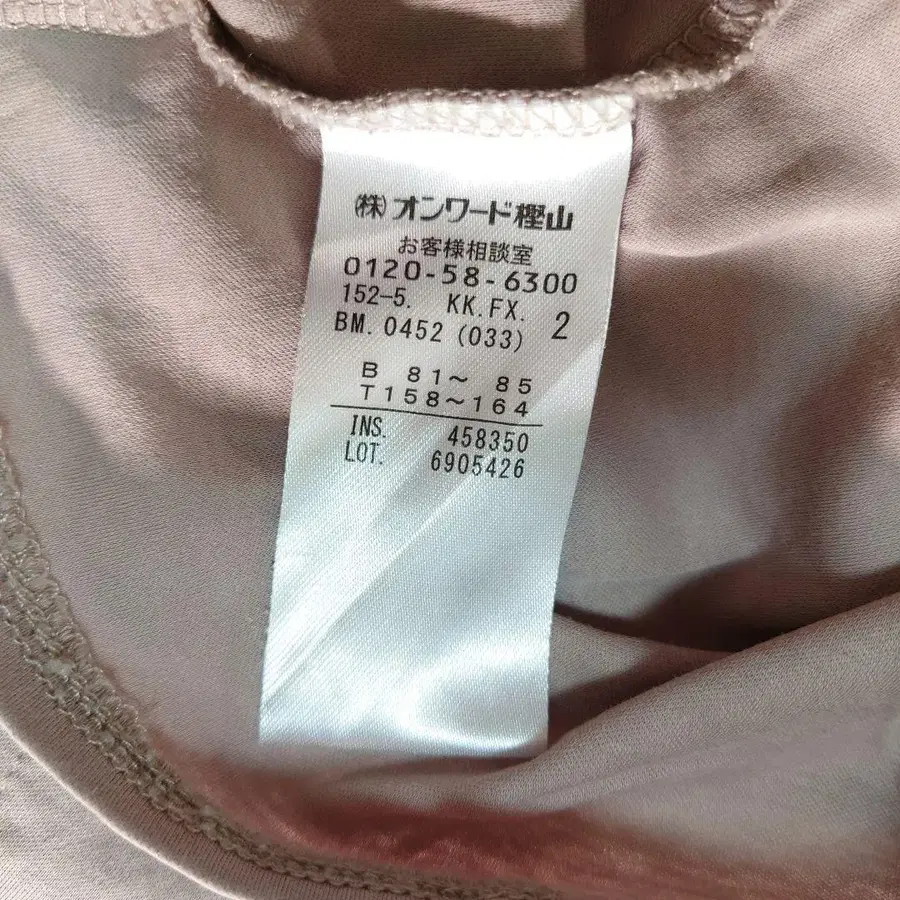 ㈱オンワード樫山
お客様相談室
0120-58-6300
152-5. KK.FX. 2
BM. 0452 (033)
B 81〜 85
T158〜164
INS. 458350
LOT. 6905426